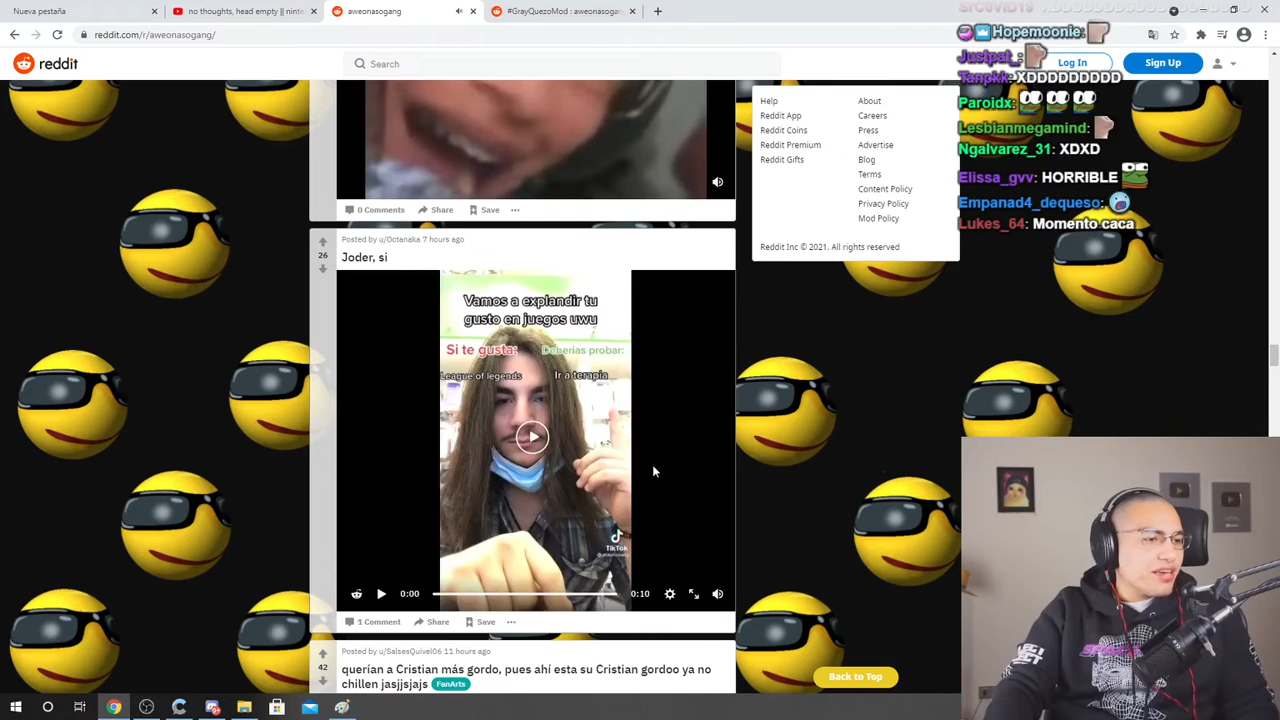 Nueva pestaña
no thoughts, head empty || ninte
aweonasogang
#GrayQuezoMod : aweonasogang
reddit.com/r/aweonasogang/
reddit
Search
Log In
Sign Up
Hopemoonie:
Justpat_:
Tanpkk: XDDDDDDDDD
Paroidx:
Lesbianmegamind:
Ngalvarez_31: XDXD
Elissa_gvv: HORRIBLE
Empanad4_dequeso:
Lukes_64: Momento caca
Help
Reddit App
Reddit Coins
Reddit Premium
Reddit Gifts
About
Careers
Press
Advertise
Blog
Terms
Content Policy
Privacy Policy
Mod Policy
Reddit Inc © 2021. All rights reserved
0 Comments
Share
Save
Posted by u/Octanaka 7 hours ago
26
Joder, si
Vamos a explandir tu
gusto en juegos uwu
Si te gusta:
Deberías probar:
League of legends
Ir a terapia
TikTok
0:00
0:10
1 Comment
Share
Save
Posted by u/SalsesQuivel06 11 hours ago
42
querían a Cristian más gordo, pues ahí esta su Cristian gordoo ya no
chillen jasjjsjajs
FanArts
Back to Top